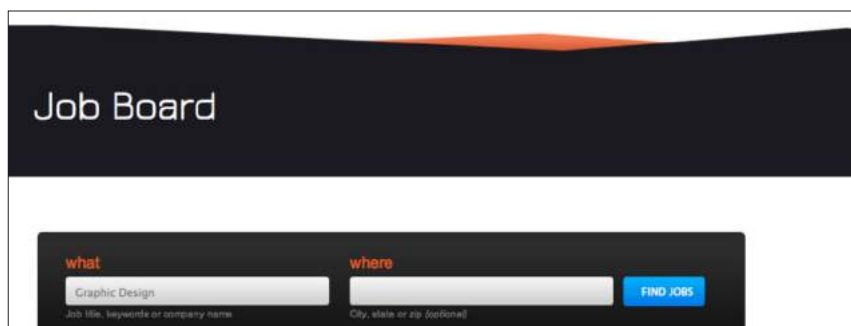 Job Board
what where
Graphic Design FIND JOBS
Job title, keywords or company name City, state or zip (optional)